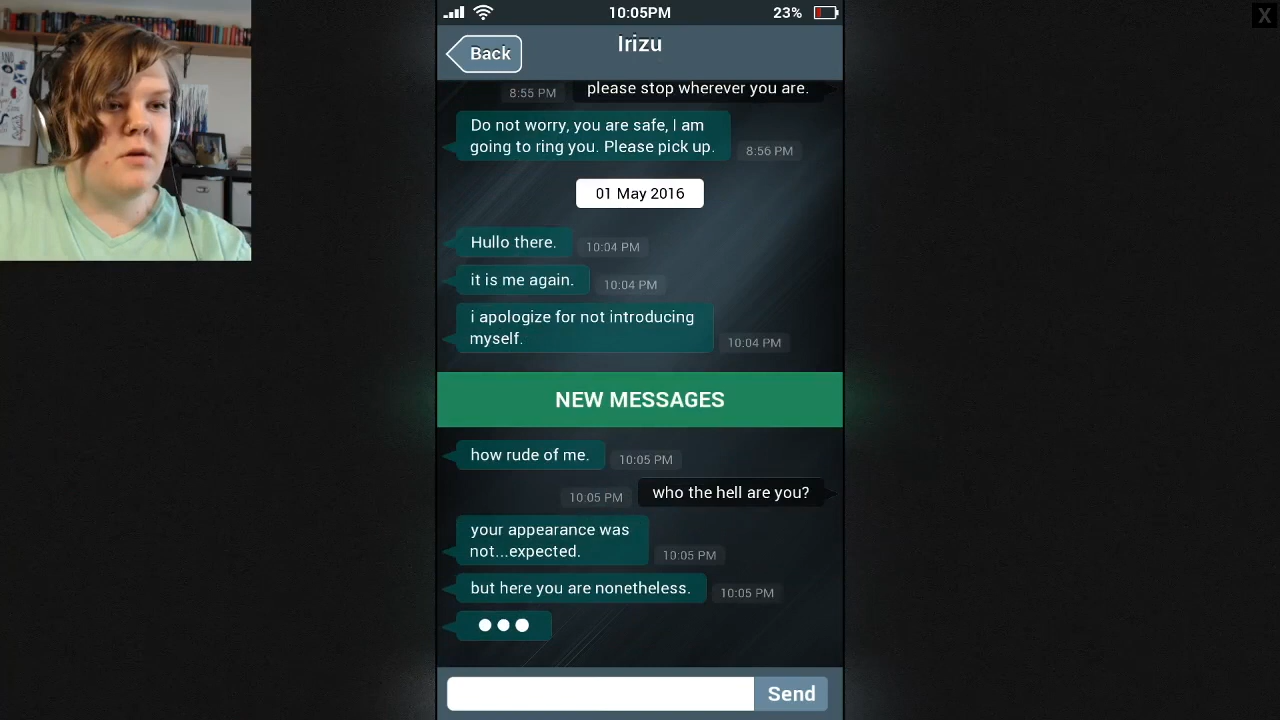 10:05PM
23%
X
Back
Irizu
please stop wherever you are.
8:55 PM
Do not worry, you are safe, I am
going to ring you. Please pick up.
8:56 PM
01 May 2016
Hullo there.
10:04 PM
it is me again.
10:04 PM
i apologize for not introducing
myself.
10:04 PM
NEW MESSAGES
how rude of me.
10:05 PM
who the hell are you?
10:05 PM
your appearance was
not...expected.
10:05 PM
but here you are nonetheless.
10:05 PM
Send